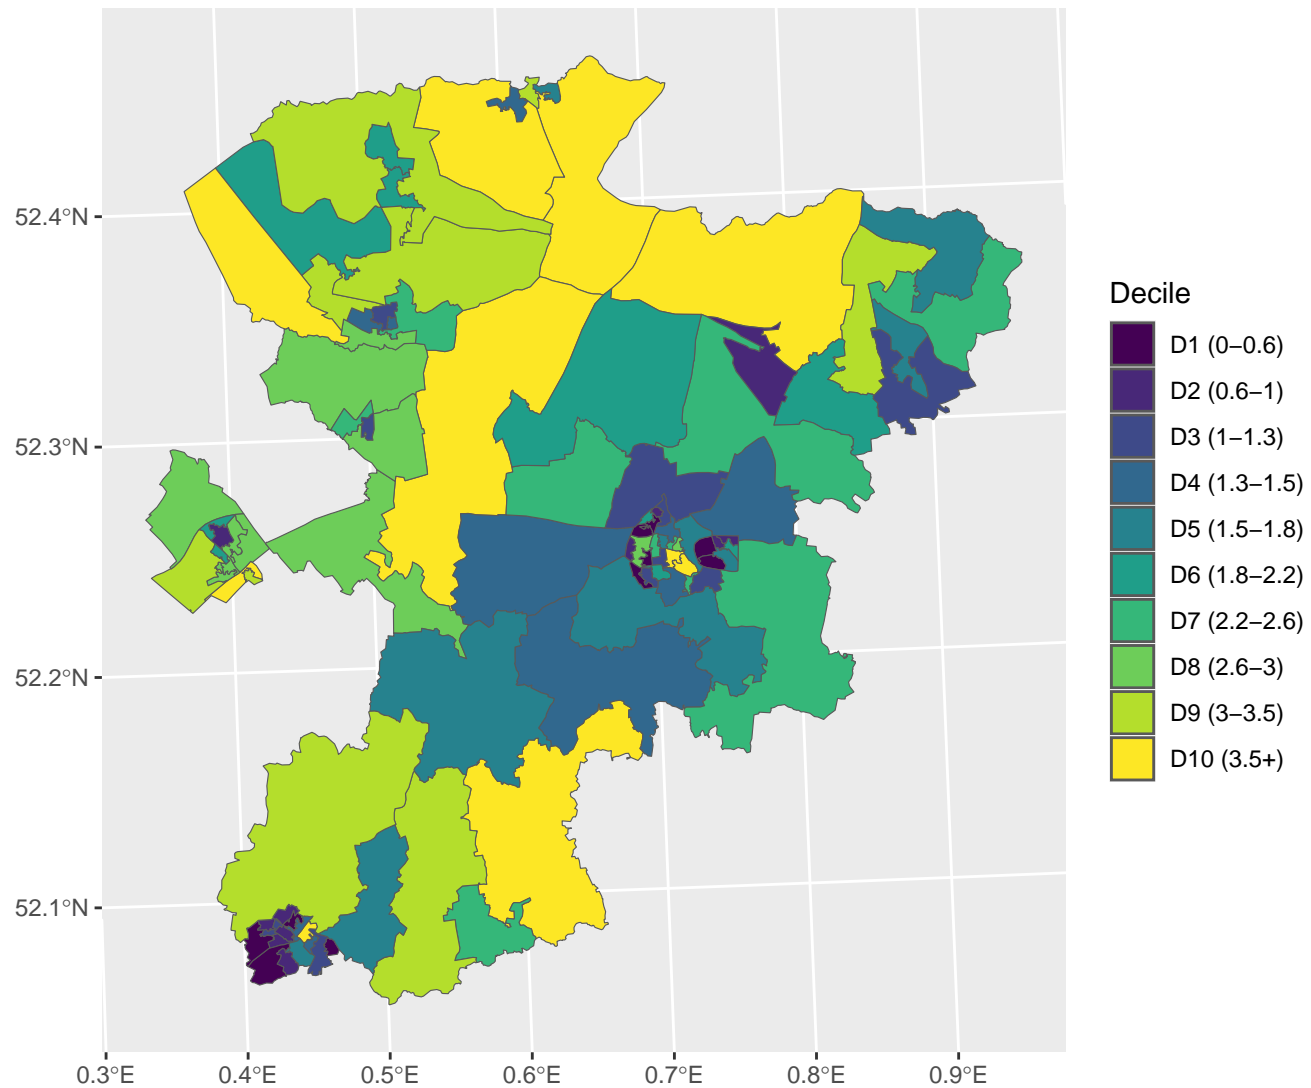 52.4°N
52.3°N
52.2°N
52.1°N
0.3°E
0.4°E
0.5°E
0.6°E
0.7°E
0.8°E
0.9°E
Decile
D1 (0–0.6)
D2 (0.6–1)
D3 (1–1.3)
D4 (1.3–1.5)
D5 (1.5–1.8)
D6 (1.8–2.2)
D7 (2.2–2.6)
D8 (2.6–3)
D9 (3–3.5)
D10 (3.5+)